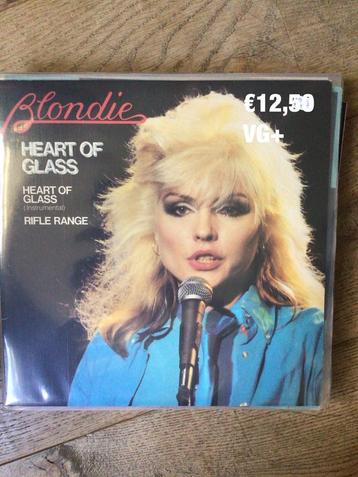 Blondie
€12,50
VG+
HEART OF
GLASS
HEART OF
GLASS
(Instrumental)
RIFLE RANGE